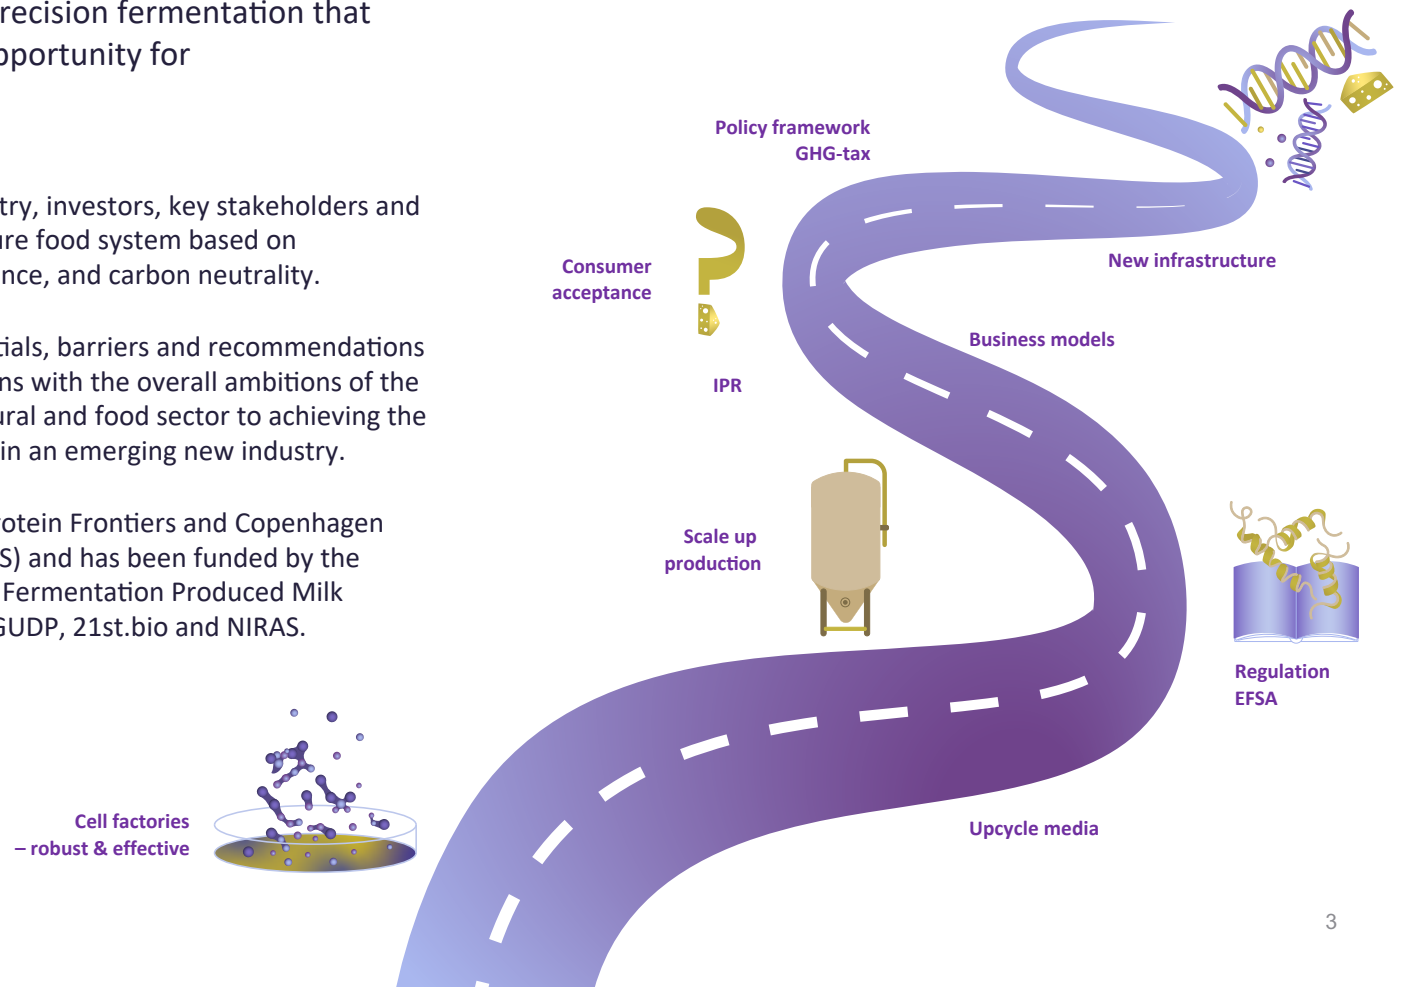 recision fermentation that
pportunity for
try, investors, key stakeholders and
ure food system based on
nce, and carbon neutrality.
tials, barriers and recommendations
ns with the overall ambitions of the
ural and food sector to achieving the
in an emerging new industry.
rotein Frontiers and Copenhagen
S) and has been funded by the
Fermentation Produced Milk
GUDP, 21st.bio and NIRAS.
Policy framework
GHG-tax
Consumer
acceptance
New infrastructure
Business models
IPR
Scale up
production
Regulation
EFSA
Cell factories
– robust & effective
Upcycle media
3